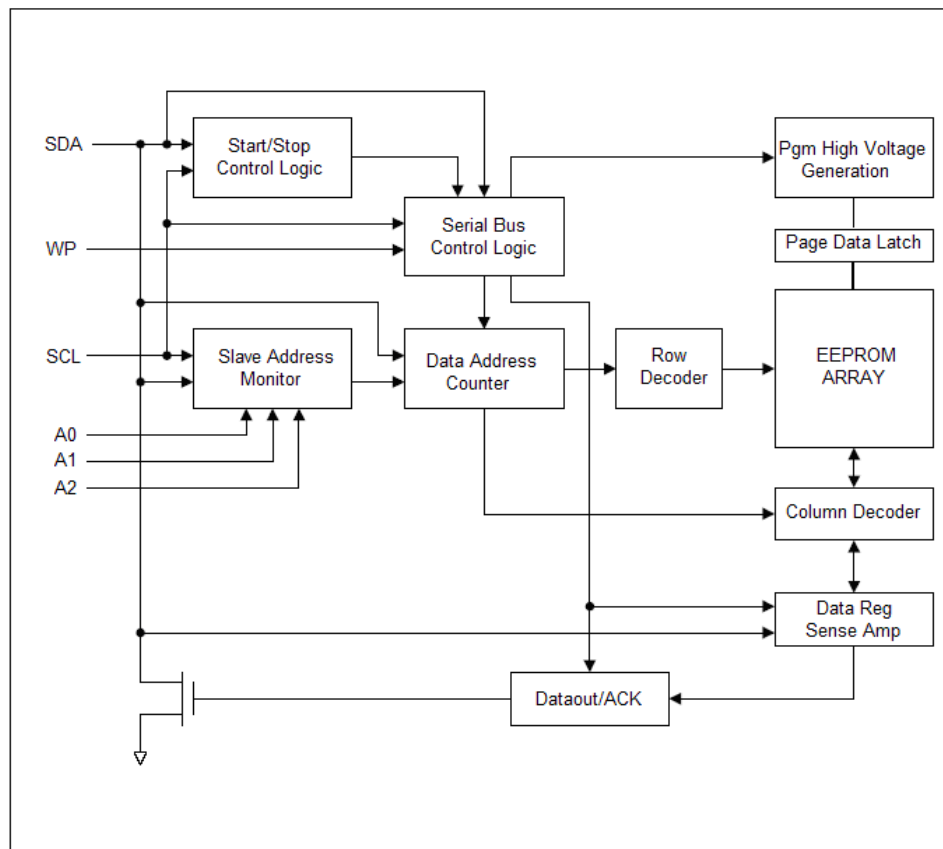 SDA
Start/Stop
Control Logic
Pgm High Voltage
Generation
WP
Serial Bus
Control Logic
Page Data Latch
SCL
Slave Address
Monitor
Data Address
Counter
Row
Decoder
EEPROM
ARRAY
A0
A1
A2
Column Decoder
Data Reg
Sense Amp
Dataout/ACK